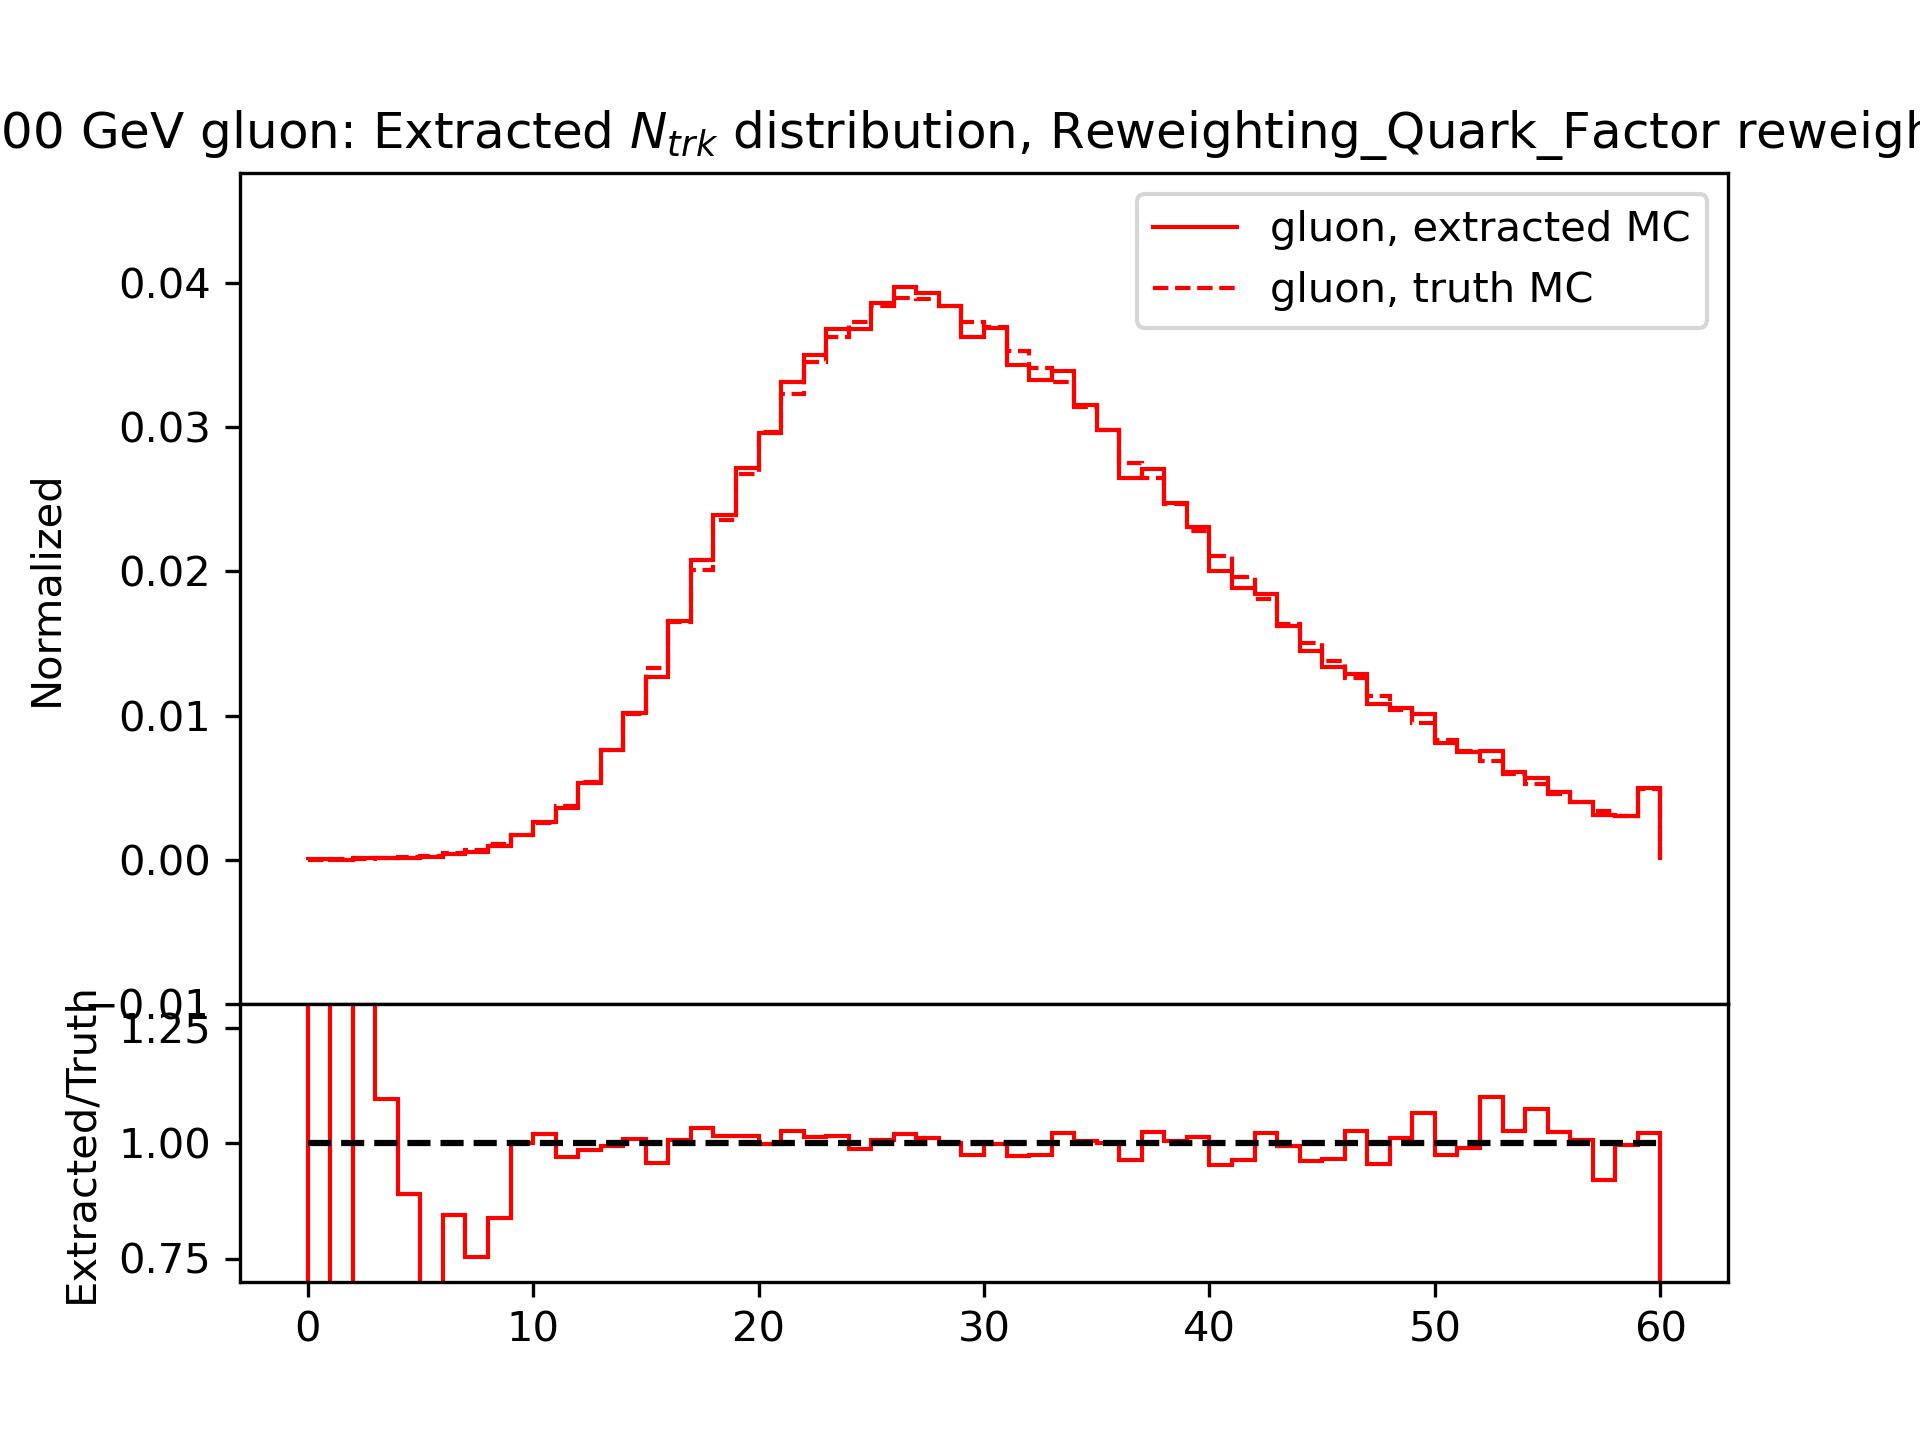 00 GeV gluon: Extracted N_trk distribution, Reweighting_Quark_Factor reweigh
gluon, extracted MC
gluon, truth MC
Normalized
0.04
0.03
0.02
0.01
0.00
−0.01
Extracted/Truth
1.25
1.00
0.75
0 10 20 30 40 50 60